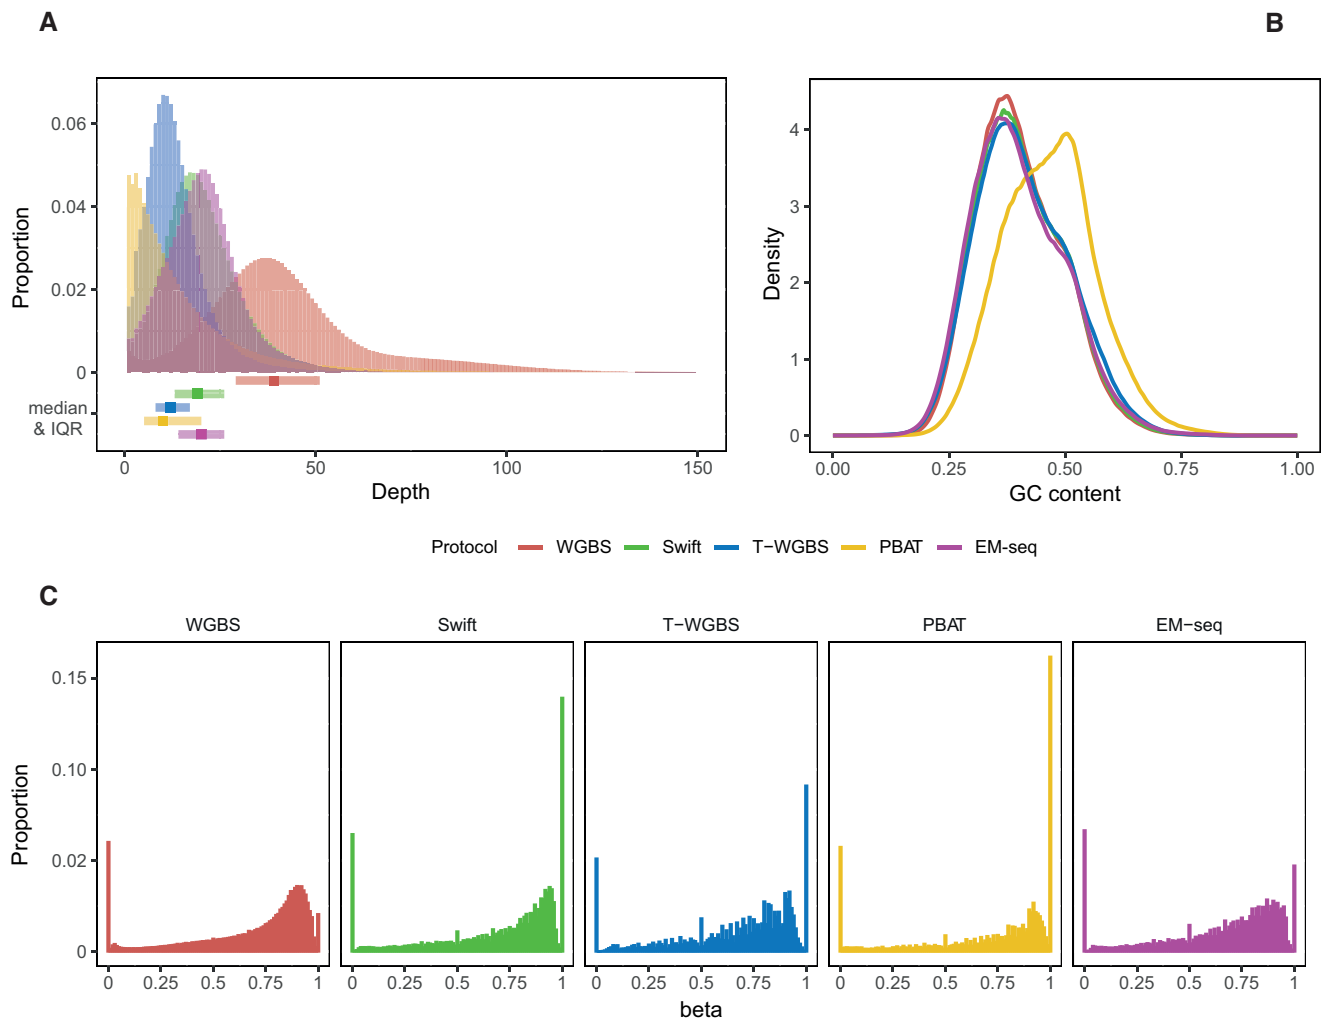 A
B
0.06
0.04
0.02
0
Proportion
median
& IQR
0
50
100
150
Depth
4
3
2
1
0
Density
0.00
0.25
0.50
0.75
1.00
GC content
Protocol WGBS Swift T−WGBS PBAT EM-seq
C
WGBS
Swift
T−WGBS
PBAT
EM−seq
0.15
0.10
0.02
0
Proportion
0 0.25 0.5 0.75 1
0 0.25 0.5 0.75 1
0 0.25 0.5 0.75 1
0 0.25 0.5 0.75 1
0 0.25 0.5 0.75 1
beta